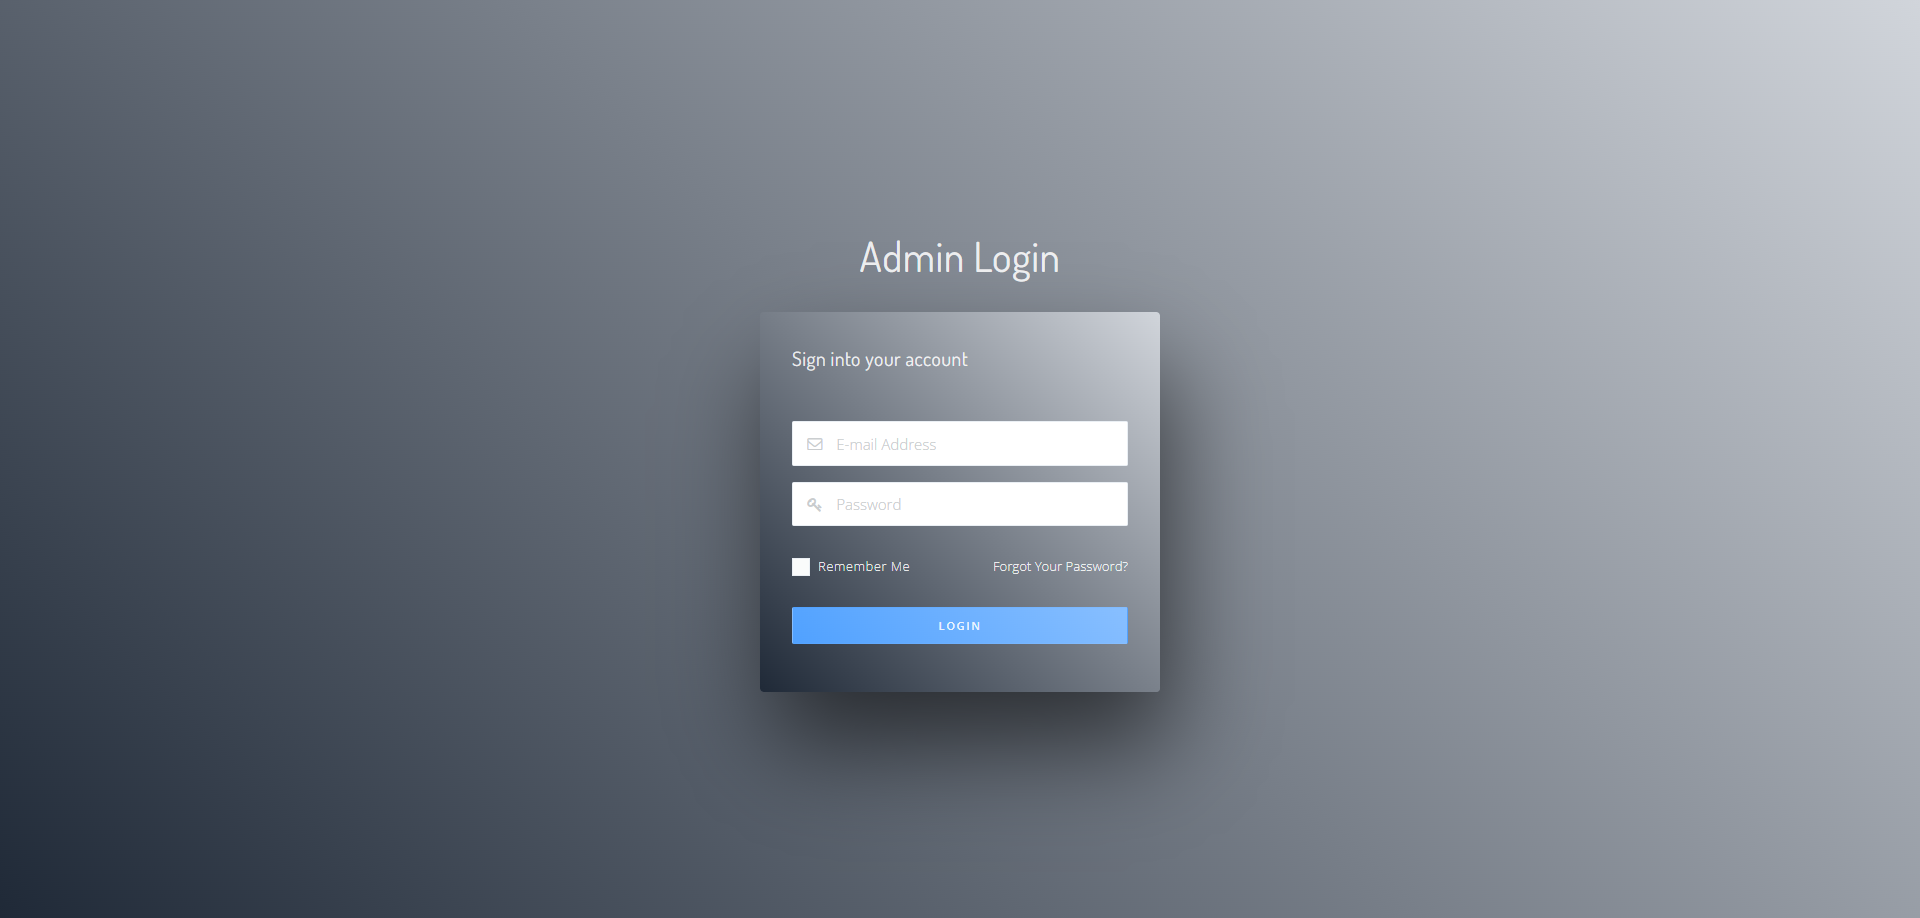 Admin Login
Sign into your account
E-mail Address
Password
Remember Me
Forgot Your Password?
LOGIN